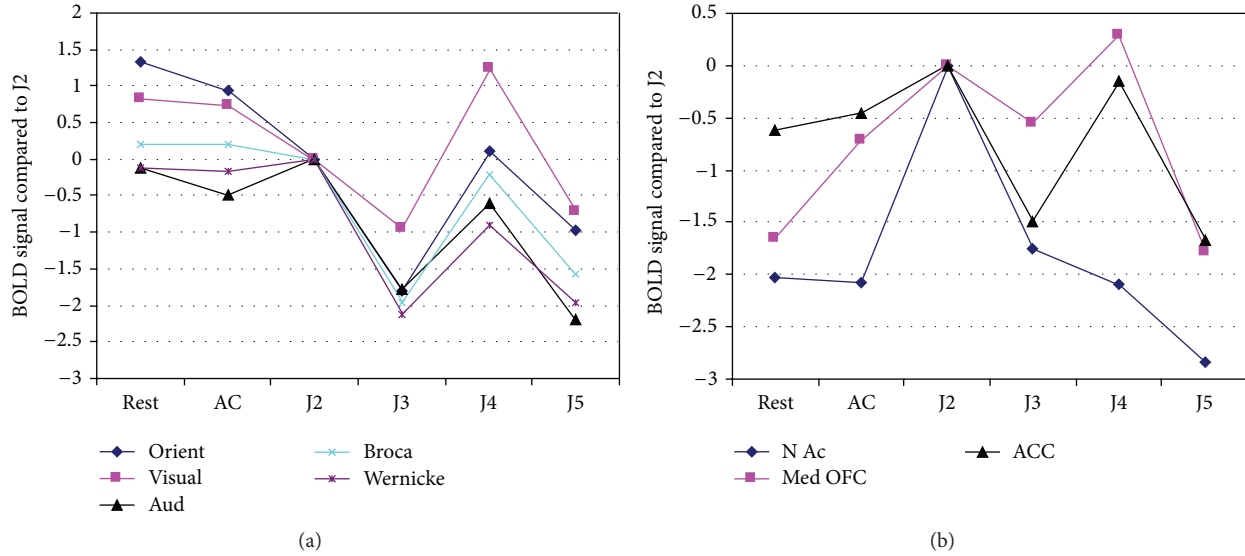 2
1.5
1
0.5
0
−0.5
−1
−1.5
−2
−2.5
−3
BOLD signal compared to J2
Rest AC J2 J3 J4 J5
Orient Broca
Visual Wernicke
Aud
(a)
0.5
0
−0.5
−1
−1.5
−2
−2.5
−3
BOLD signal compared to J2
Rest AC J2 J3 J4 J5
N Ac ACC
Med OFC
(b)